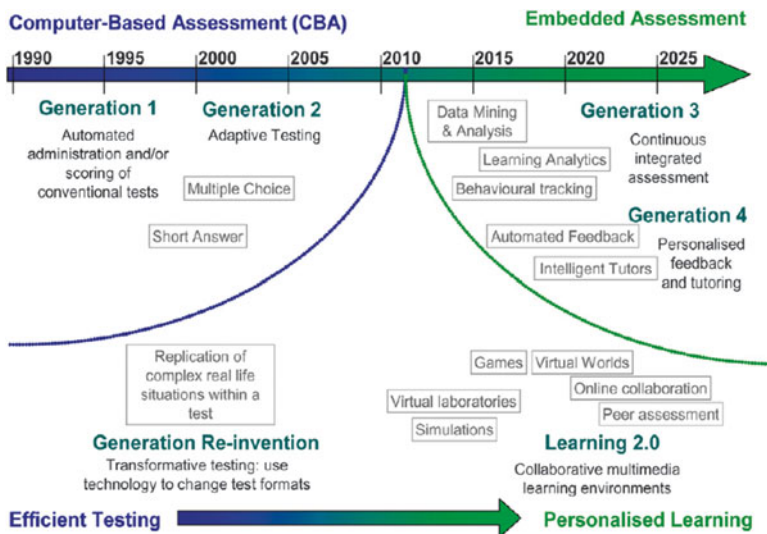 Computer-Based Assessment (CBA)
Embedded Assessment
1990 1995 2000 2005 2010 2015 2020 2025
Generation 1
Automated
administration and/or
scoring of
conventional tests
Generation 2
Adaptive Testing
Multiple Choice
Short Answer
Data Mining
& Analysis
Learning Analytics
Behavioural tracking
Generation 3
Continuous
integrated
assessment
Automated Feedback
Intelligent Tutors
Generation 4
Personalised
feedback
and tutoring
Replication of
complex real life
situations within a
test
Generation Re-invention
Transformative testing: use
technology to change test formats
Games
Virtual Worlds
Virtual laboratories
Online collaboration
Simulations
Peer assessment
Learning 2.0
Collaborative multimedia
learning environments
Efficient Testing
Personalised Learning